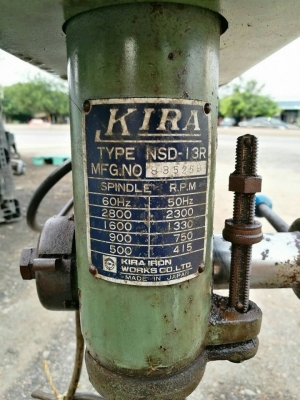 KIRA
TYPE NSD-13R
MFG.NO
SPINDLE R.P.M
60Hz 50Hz
2800 2300
1600 1330
900 750
500 415
KIRA IRON
WORKS CO.LTD.
MADE IN JAPAN